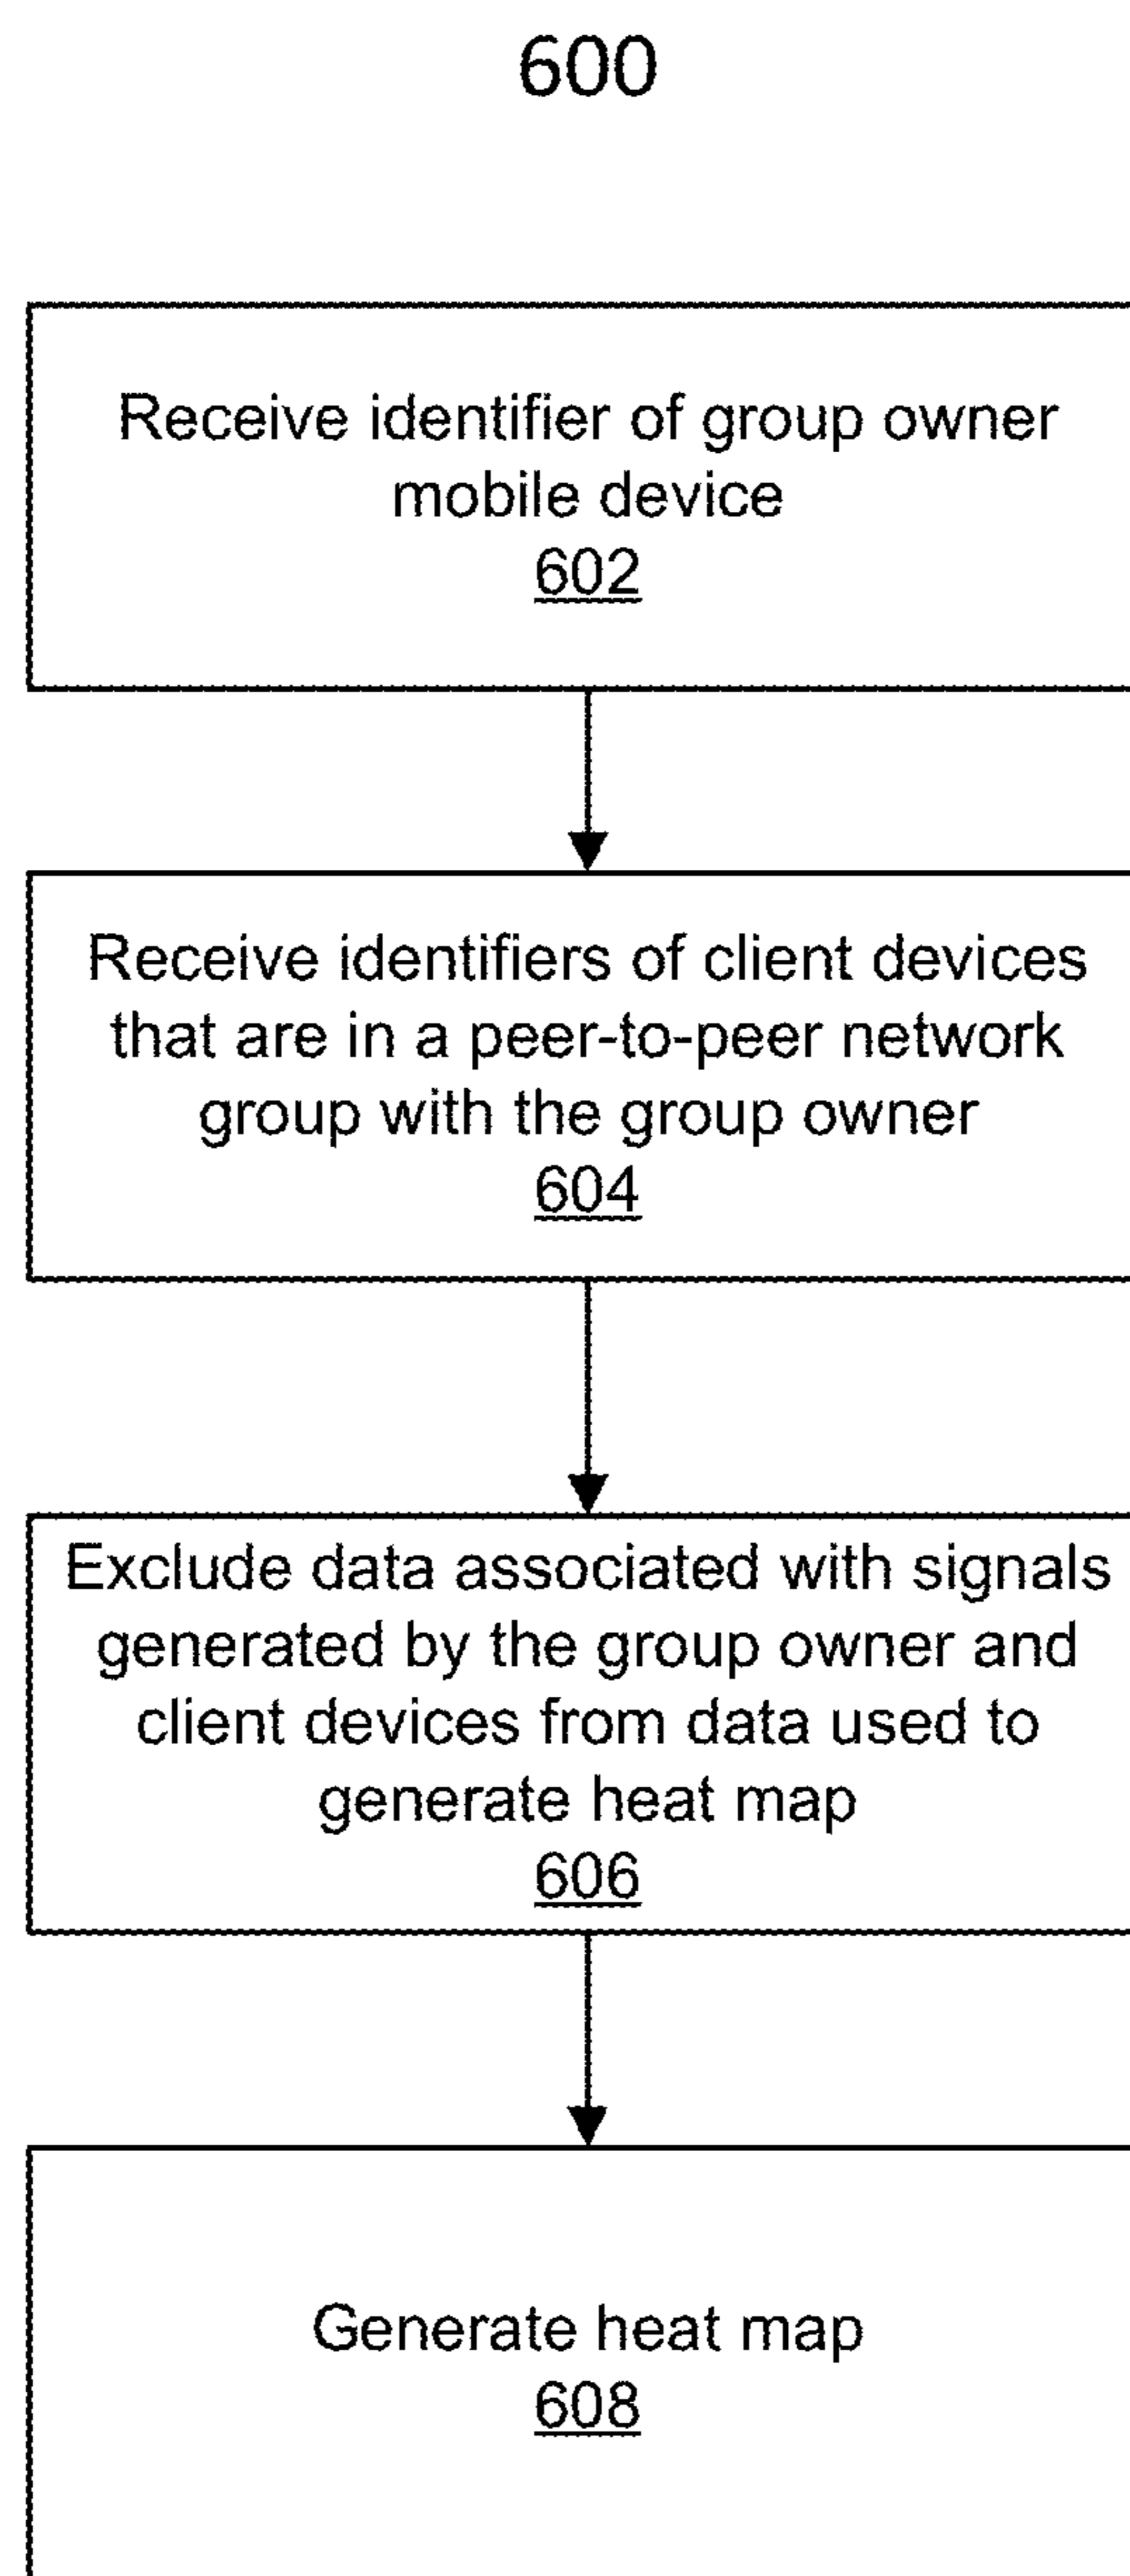 600
Receive identifier of group owner
mobile device
602
Receive identifiers of client devices
that are in a peer-to-peer network
group with the group owner
604
Exclude data associated with signals
generated by the group owner and
client devices from data used to
generate heat map
606
Generate heat map
608